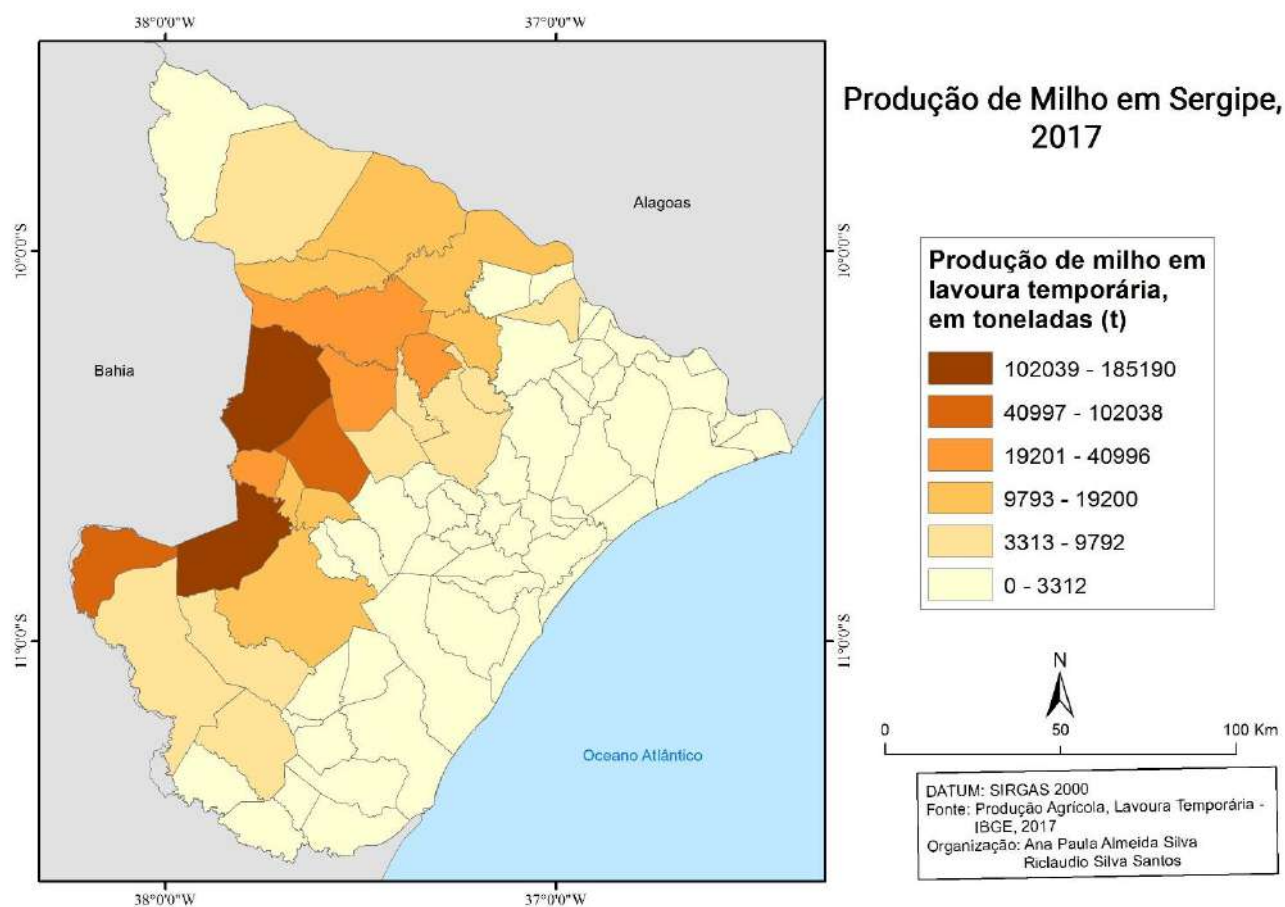 38°0'0"W
37°0'0"W
Produção de Milho em Sergipe,
2017
Alagoas
10°0'0"S
10°0'0"S
Bahia
Produção de milho em
lavoura temporária,
em toneladas (t)
102039 - 185190
40997 - 102038
19201 - 40996
9793 - 19200
3313 - 9792
0 - 3312
11°0'0"S
11°0'0"S
N
0
50
100 Km
Oceano Atlântico
DATUM: SIRGAS 2000
Fonte: Produção Agrícola, Lavoura Temporária -
IBGE, 2017
Organização: Ana Paula Almeida Silva
Riclaudio Silva Santos
38°0'0"W
37°0'0"W